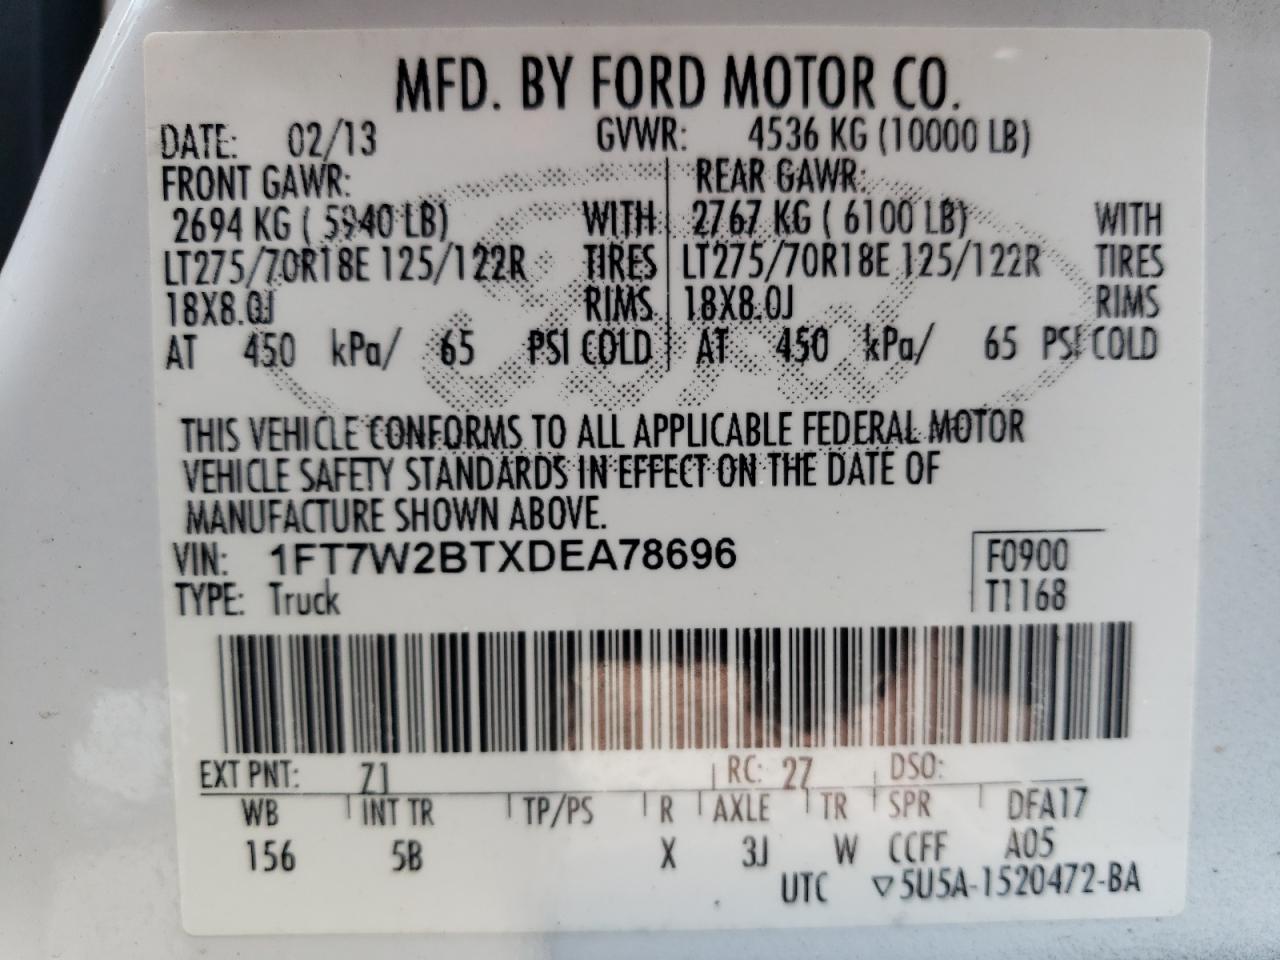 MFD. BY FORD MOTOR CO.
DATE: 02/13 GVWR: 4536 KG (10000 LB)
FRONT GAWR: REAR GAWR:
2694 KG ( 5940 LB) WITH 2767 KG ( 6100 LB) WITH
LT275/70R18E 125/122R TIRES LT275/70R18E 125/122R TIRES
18X8.0J RIMS 18X8.0J RIMS
AT 450 kPa/ 65 PSI COLD AT 450 kPa/ 65 PSI COLD
THIS VEHICLE CONFORMS TO ALL APPLICABLE FEDERAL MOTOR
VEHICLE SAFETY STANDARDS IN EFFECT ON THE DATE OF
MANUFACTURE SHOWN ABOVE.
VIN: 1FT7W2BTXDEA78696 F0900
TYPE: Truck T1168
EXT PNT: Z1 RC: 27 DSO:
WB INT TR TP/PS R AXLE TR SPR DFA17
156 5B X 3J W CCFF A05
UTC ▽5U5A-1520472-BA